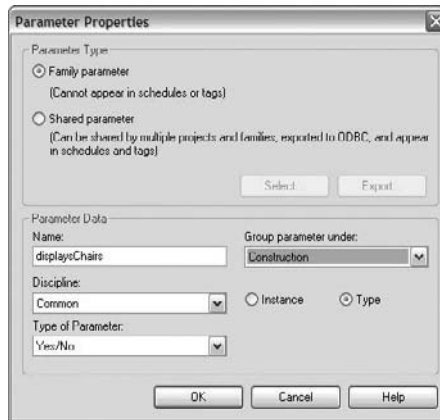 Parameter Properties
Parameter Type
Family parameter
(Cannot appear in schedules or tags)
Shared parameter
(Can be shared by multiple projects and families, exported to ODBC, and appear
in schedules and tags)
Select... Export...
Parameter Data
Name: Group parameter under:
displaysChairs Construction
Discipline:
Common Instance Type
Type of Parameter:
Yes/No
OK Cancel Help